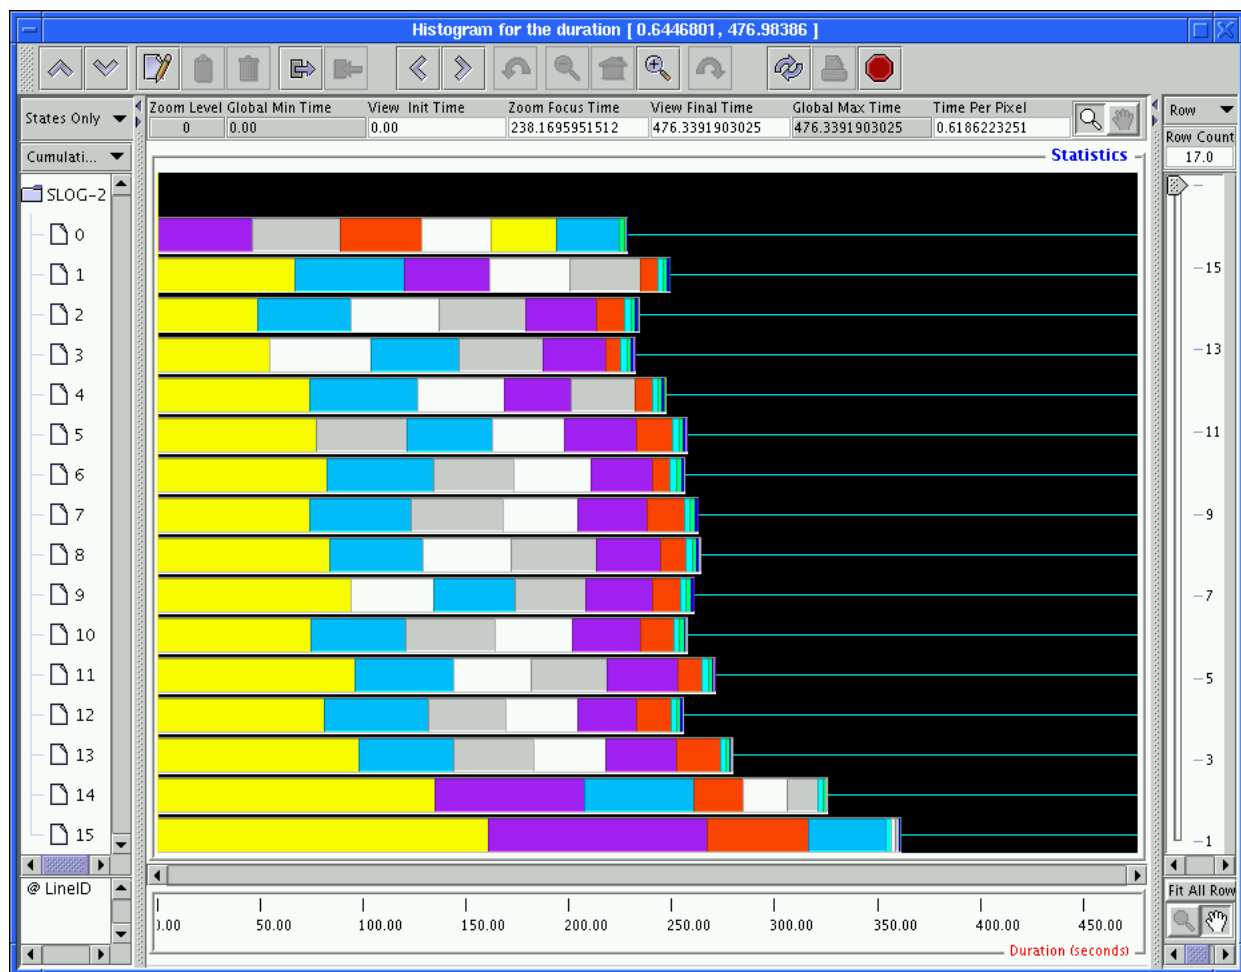 Histogram for the duration [ 0.6446801, 476.98386 ]
States Only
Zoom Level Global Min Time View Init Time Zoom Focus Time View Final Time Global Max Time Time Per Pixel
0 0.00 0.00 238.1695951512 476.3391903025 476.3391903025 0.6186223251
Row
Row Count
17.0
Cumulati...
Statistics
SLOG-2
0
1
2
3
4
5
6
7
8
9
10
11
12
13
14
15
15
13
11
9
7
5
3
1
@ LineID
Fit All Row
).00 50.00 100.00 150.00 200.00 250.00 300.00 350.00 400.00 450.00
Duration (seconds)